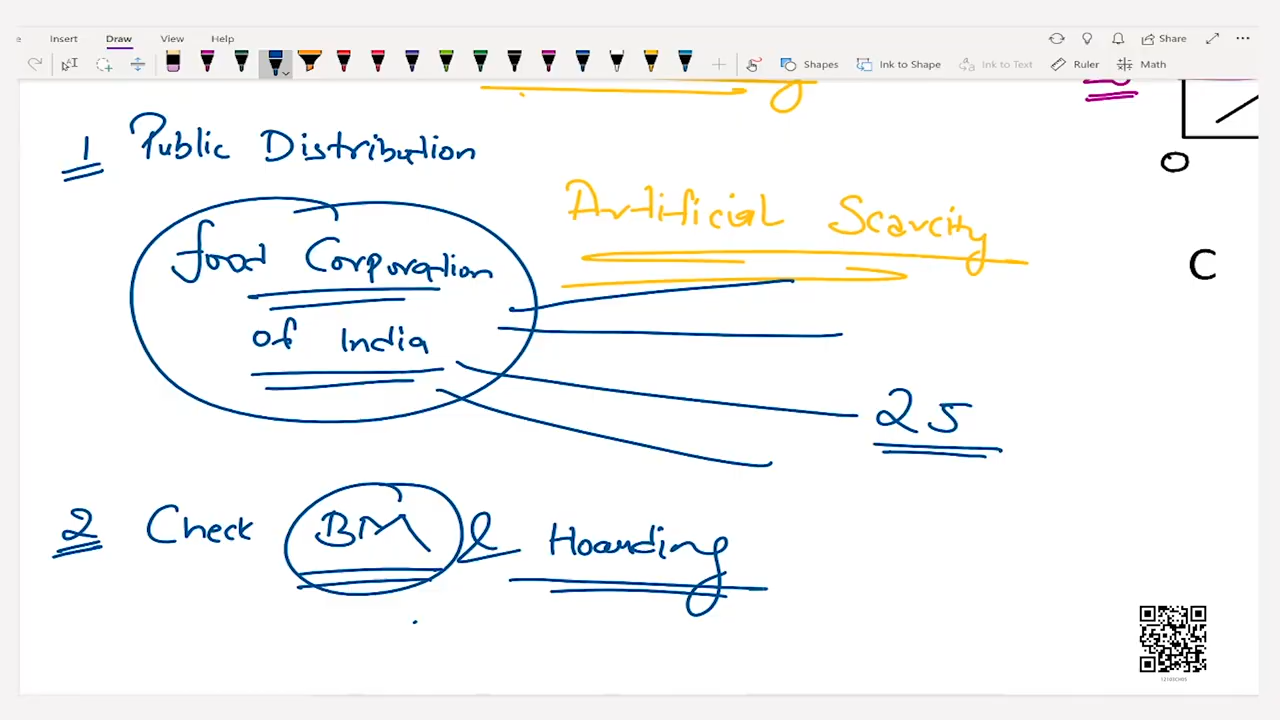 Insert Draw View Help Share
Shapes Ink to Shape Ink to Text Ruler Math
1 Public Distribution
Artificial Scarcity
food Corporation
of India
O
C
25
2 Check BM & Hoarding